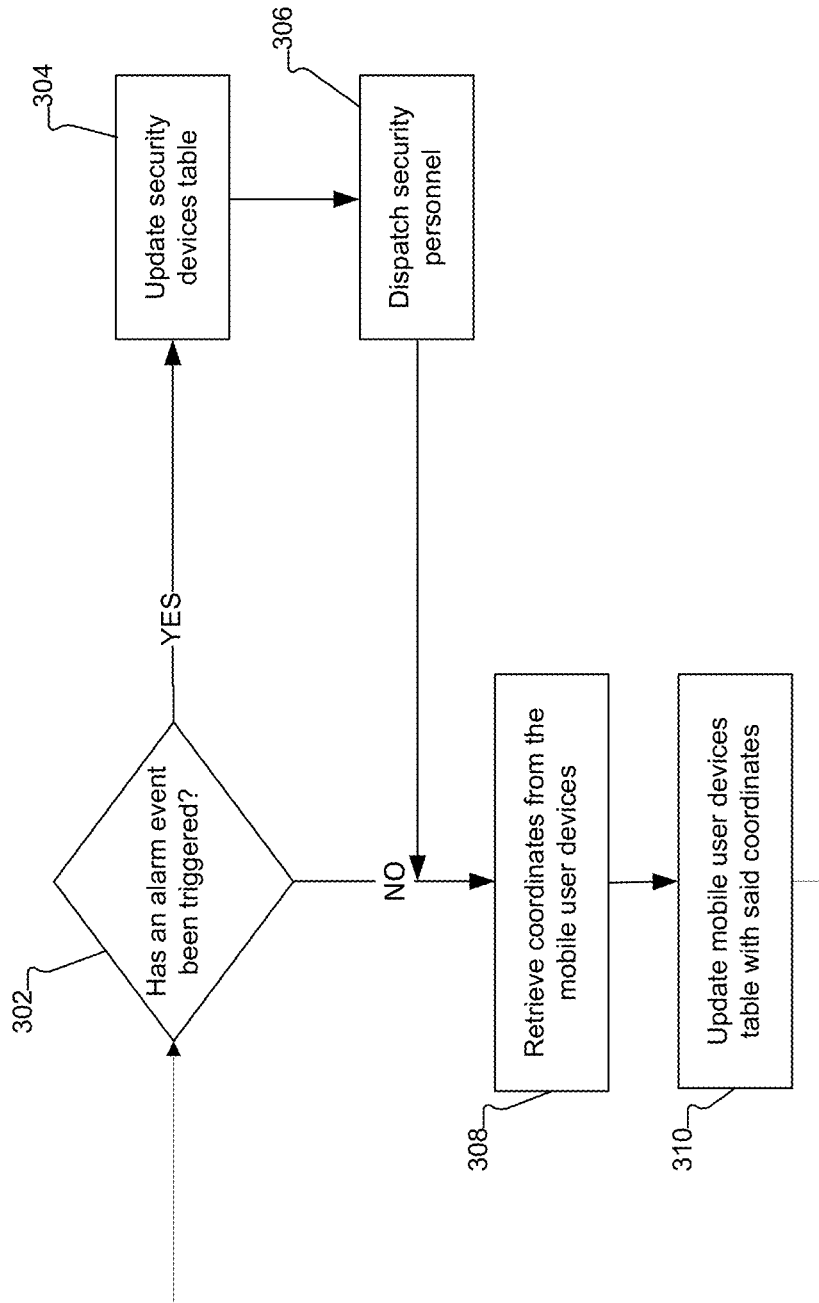 302
Has an alarm event
been triggered?
YES
304
Update security
devices table
306
Dispatch security
personnel
NO
308
Retrieve coordinates from the
mobile user devices
310
Update mobile user devices
table with said coordinates